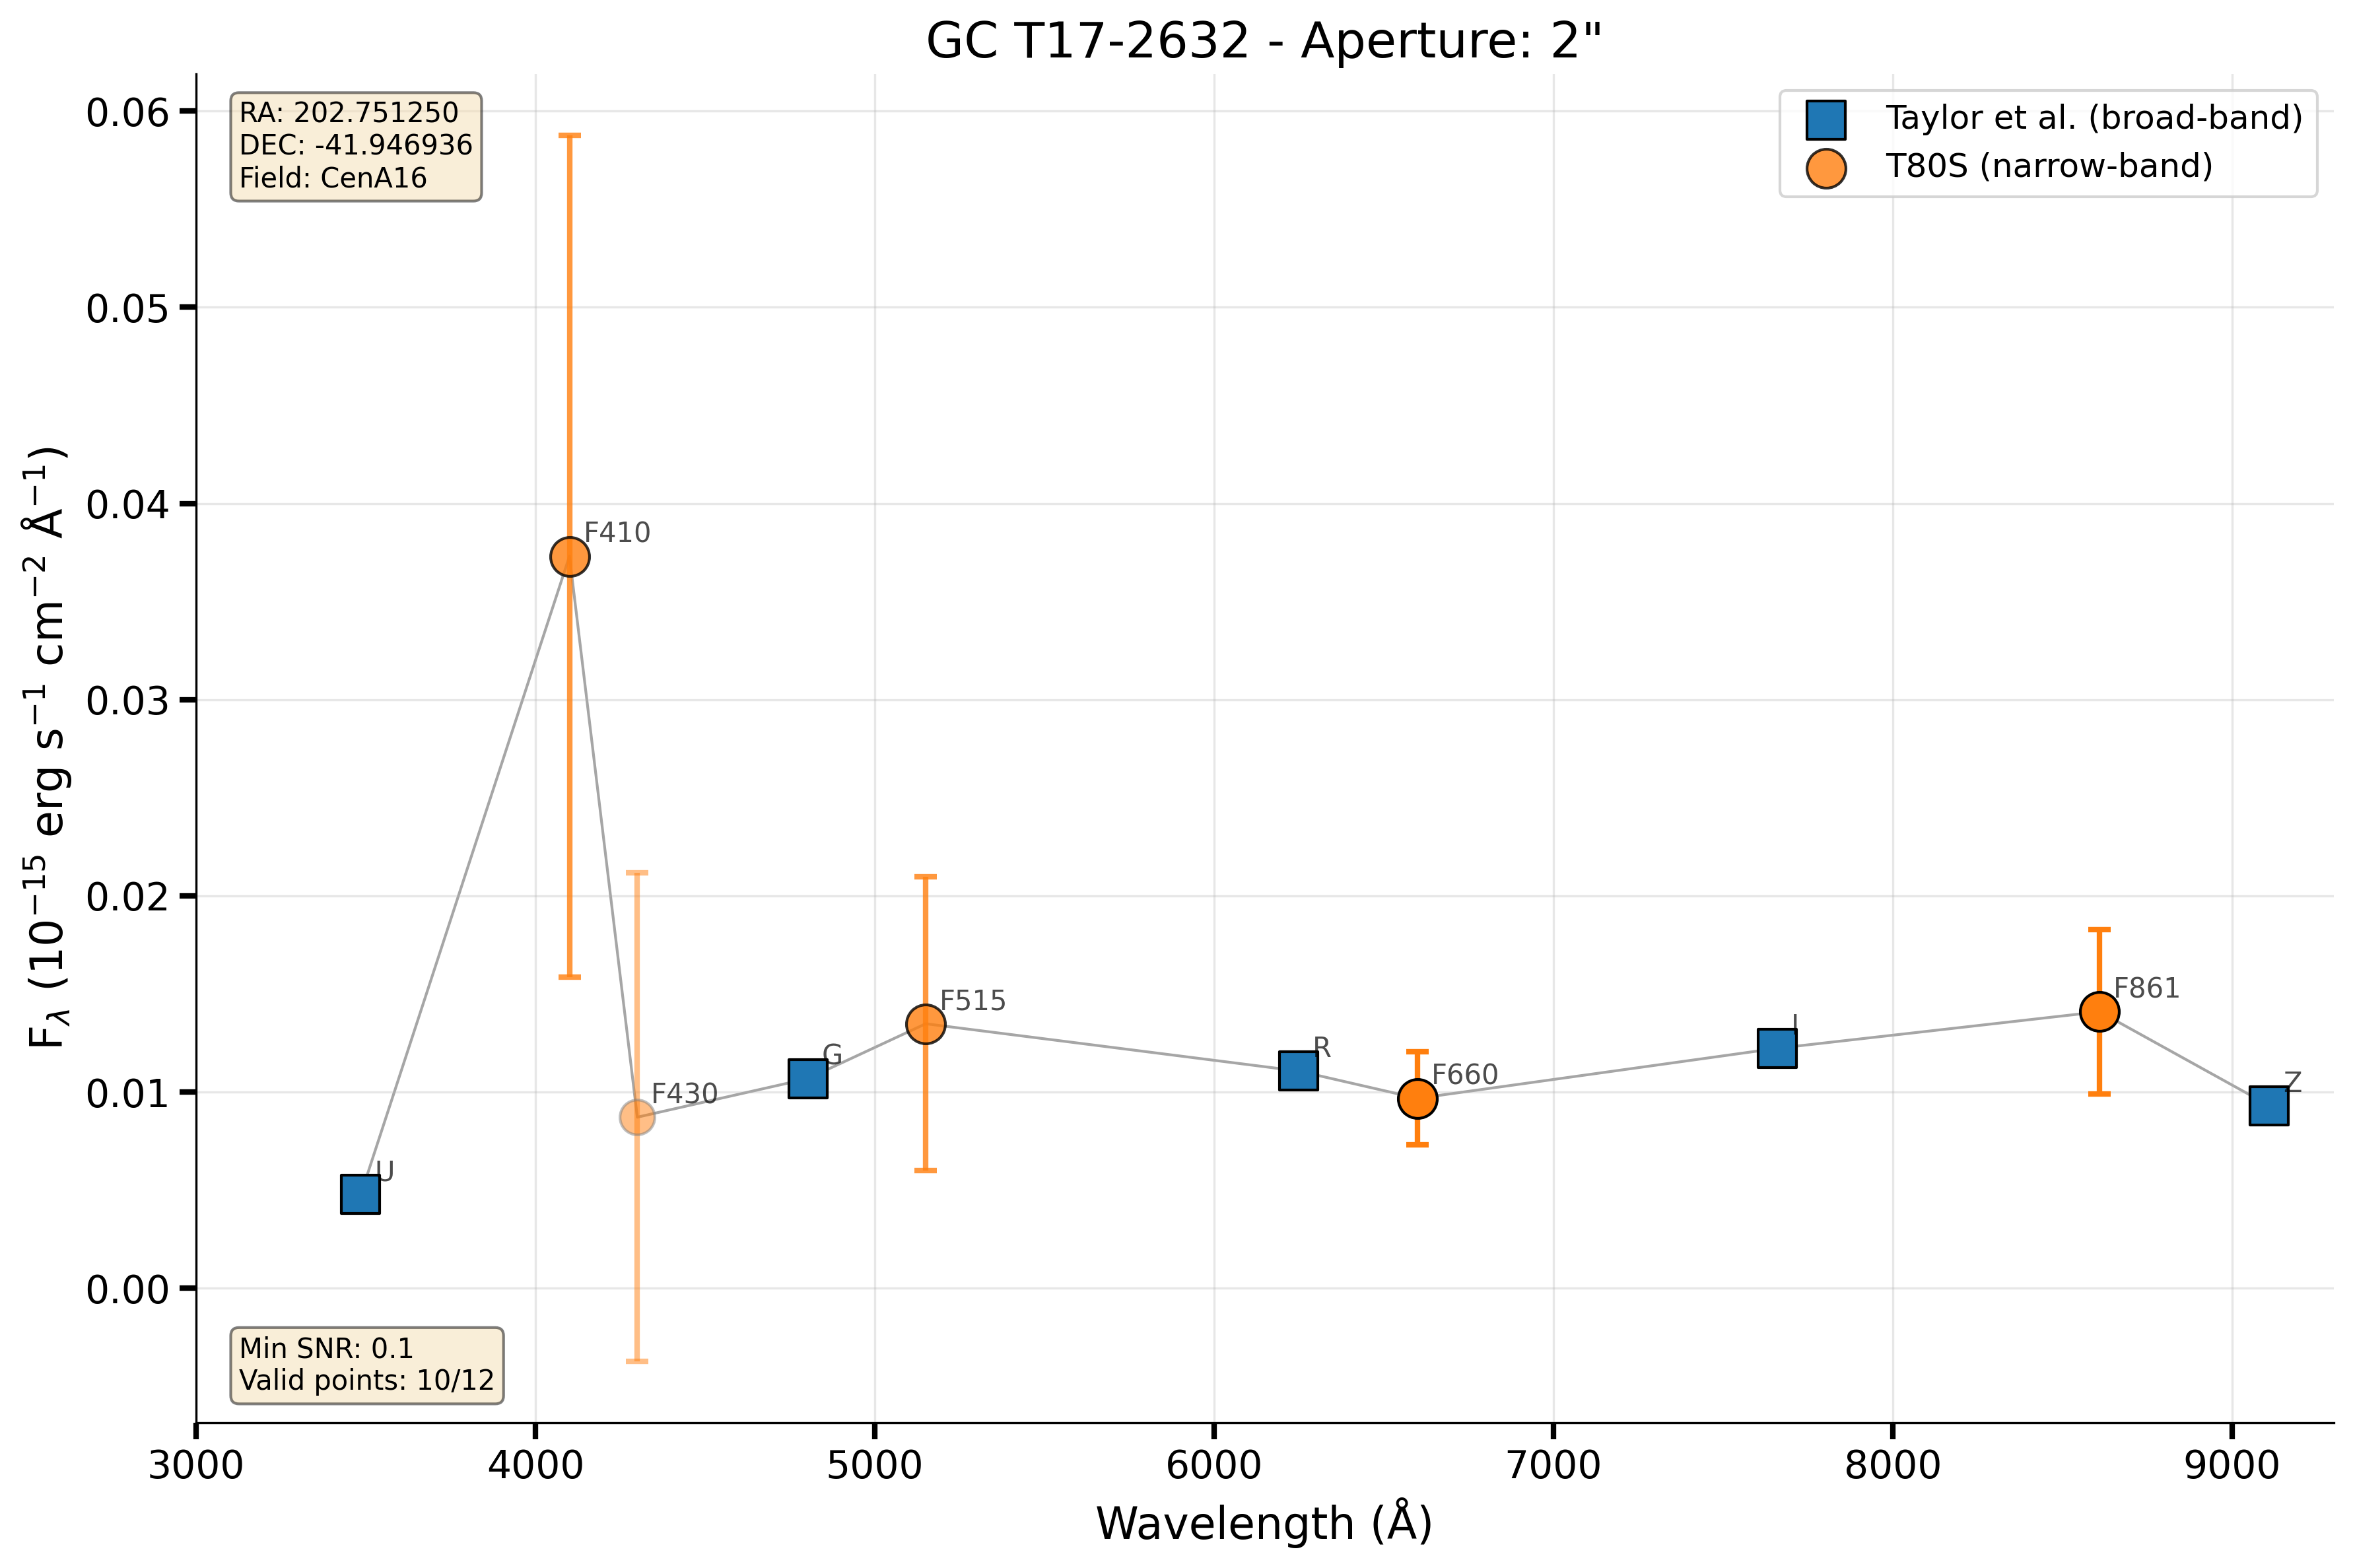 GC T17-2632 - Aperture: 2"
RA: 202.751250
DEC: -41.946936
Field: CenA16
Taylor et al. (broad-band)
T80S (narrow-band)
F_λ (10⁻¹⁵ erg s⁻¹ cm⁻² Å⁻¹)
0.06
0.05
0.04
0.03
0.02
0.01
0.00
U
F410
F430
G
F515
R
F660
I
F861
Z
Min SNR: 0.1
Valid points: 10/12
3000
4000
5000
6000
7000
8000
9000
Wavelength (Å)